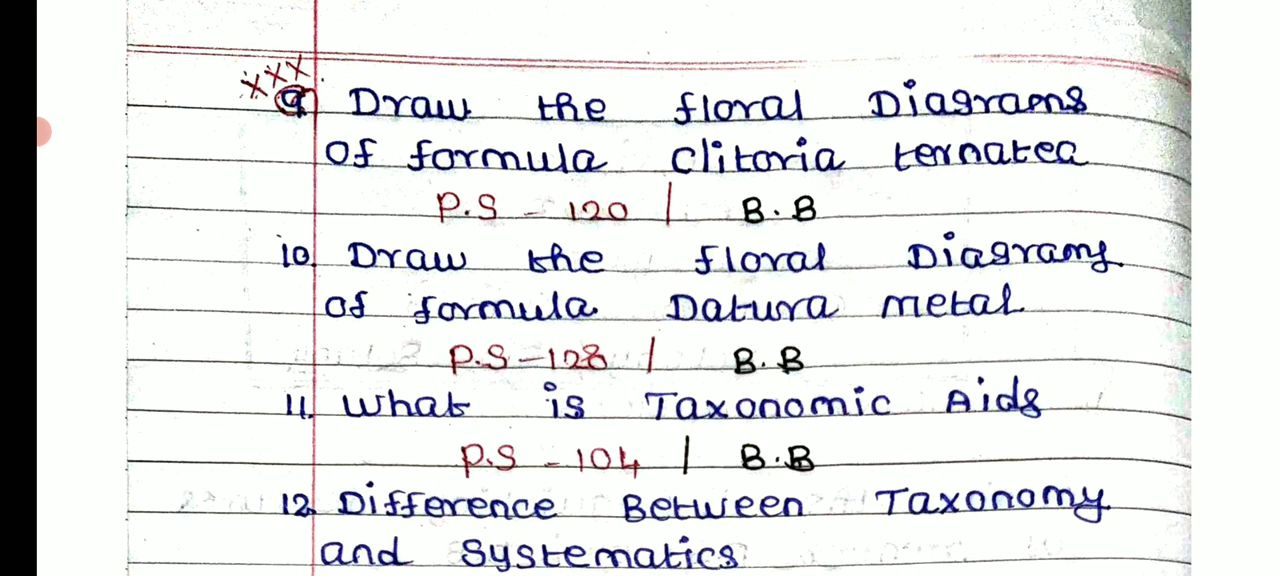 xxx
9) Draw the floral Diagrams
of formula Clitoria ternatea
P.S - 120 | B.B
10. Draw the floral Diagrams
of formula Datura metal
P.S - 128 | B.B
11. What is Taxonomic Aids
P.S - 104 | B.B
12. Difference Between Taxonomy
and Systematics